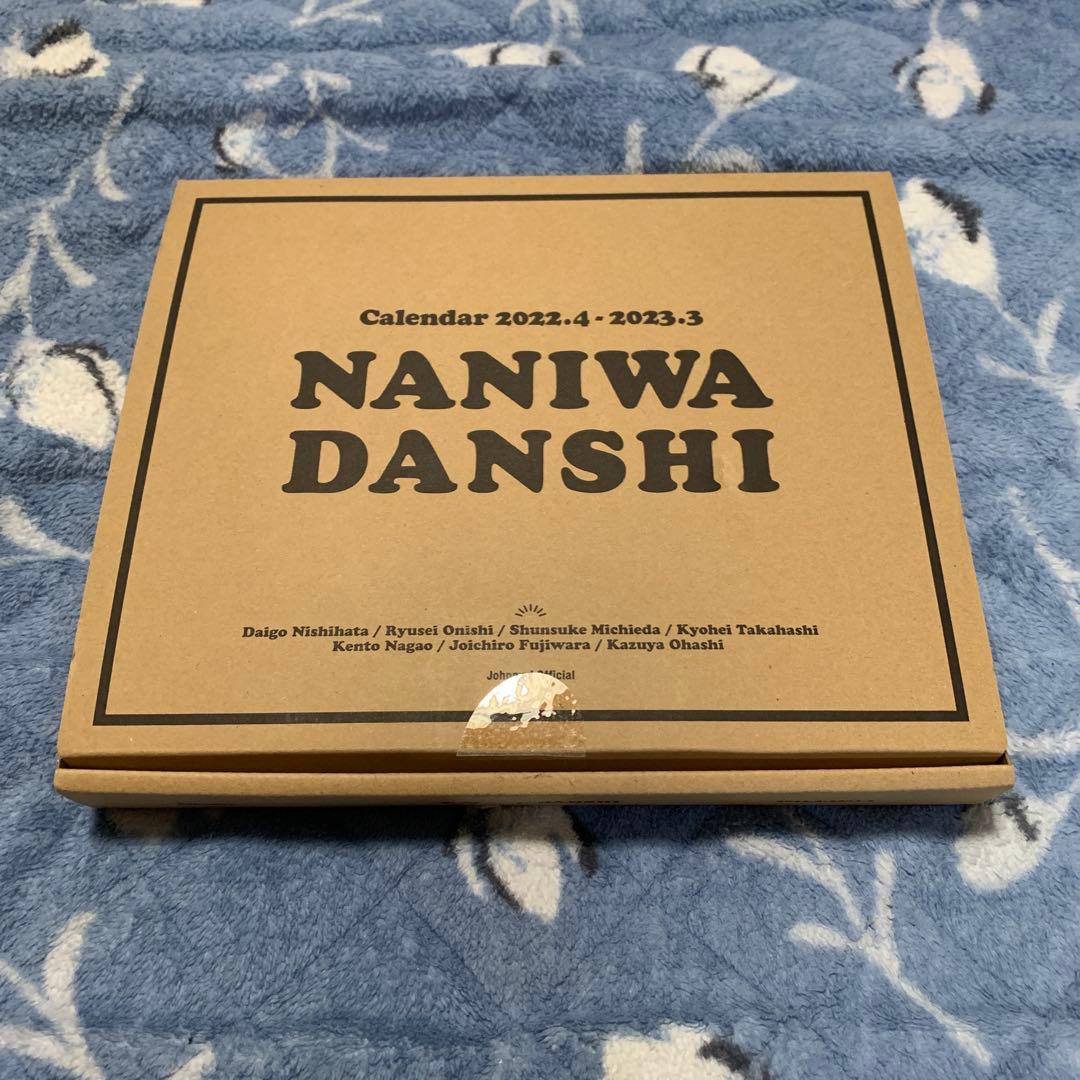 Calendar 2022.4 - 2023.3
NANIWA
DANSHI
Daigo Nishihata / Ryusei Onishi / Shunsuke Michieda / Kyohei Takahashi
Kento Nagao / Joichiro Fujiwara / Kazuya Ohashi